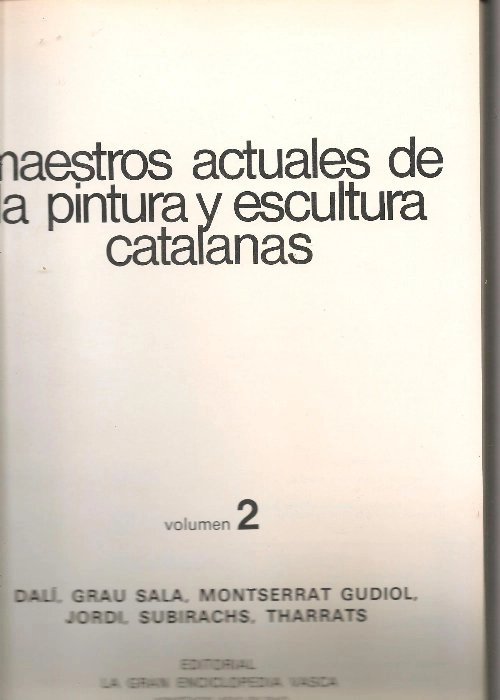 maestros actuales de
la pintura y escultura
catalanas
volumen 2
DALÍ, GRAU SALA, MONTSERRAT GUDIOL,
JORDI, SUBIRACHS, THARRATS
EDITORIAL
LA GRAN ENCICLOPEDIA VASCA